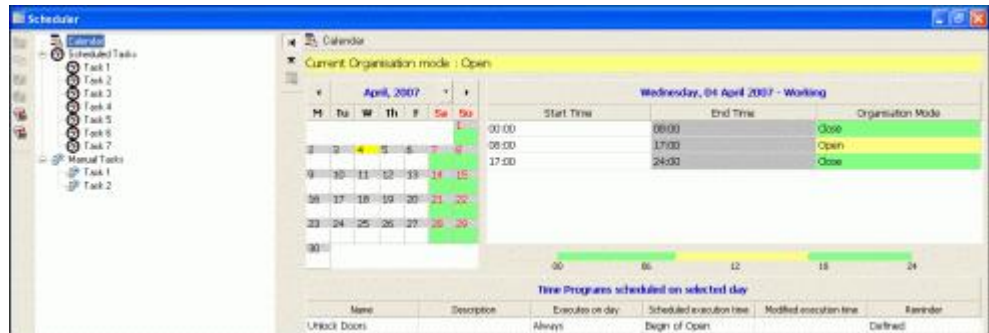 Scheduler
Calendar
Scheduled Tasks
Task 1
Task 2
Task 3
Task 4
Task 5
Task 6
Task 7
Manual Tasks
Task 1
Task 2
Calendar
Current Organisation mode : Open
April, 2007
M Tu W Th F Sa Su
1
2 3 4 5 6 7 8
9 10 11 12 13 14 15
16 17 18 19 20 21 22
23 24 25 26 27 28 29
30
Wednesday, 04 April 2007 - Working
Start Time End Time Organisation Mode
00:00 08:00 Close
08:00 17:00 Open
17:00 24:00 Close
00 06 12 18 24
Time Programs scheduled on selected day
Name Description Executes on day Scheduled execution time Modified execution time Reminder
Unlock Doors Always Begin of Open Defined